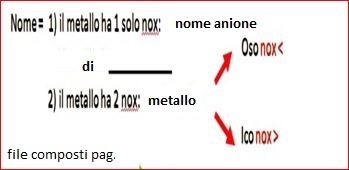 Nome= 1) il metallo ha 1 solo nox: nome anione
Oso nox<
di ________
2) il metallo ha 2 nox: metallo
Ico nox>
file composti pag.